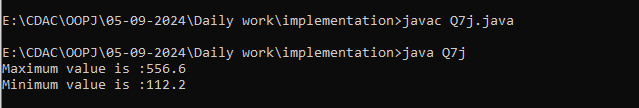 E:\CDAC\OOPJ\05-09-2024\Daily work\implementation>javac Q7j.java
E:\CDAC\OOPJ\05-09-2024\Daily work\implementation>java Q7j
Maximum value is :556.6
Minimum value is :112.2